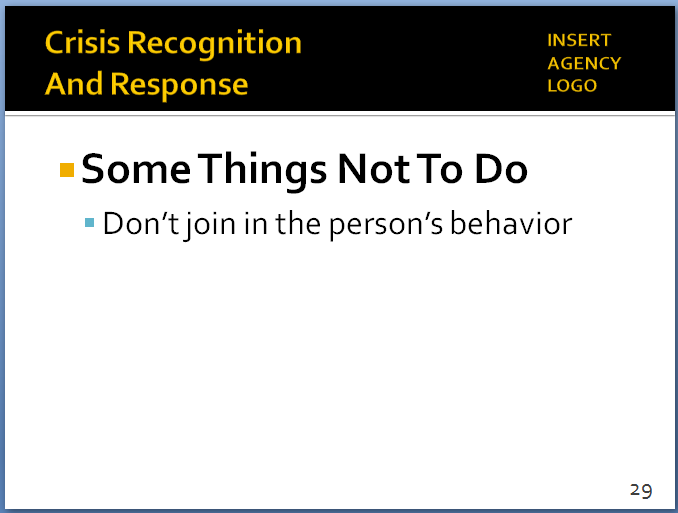 Crisis Recognition
And Response
INSERT
AGENCY
LOGO
Some Things Not To Do
Don’t join in the person’s behavior
29